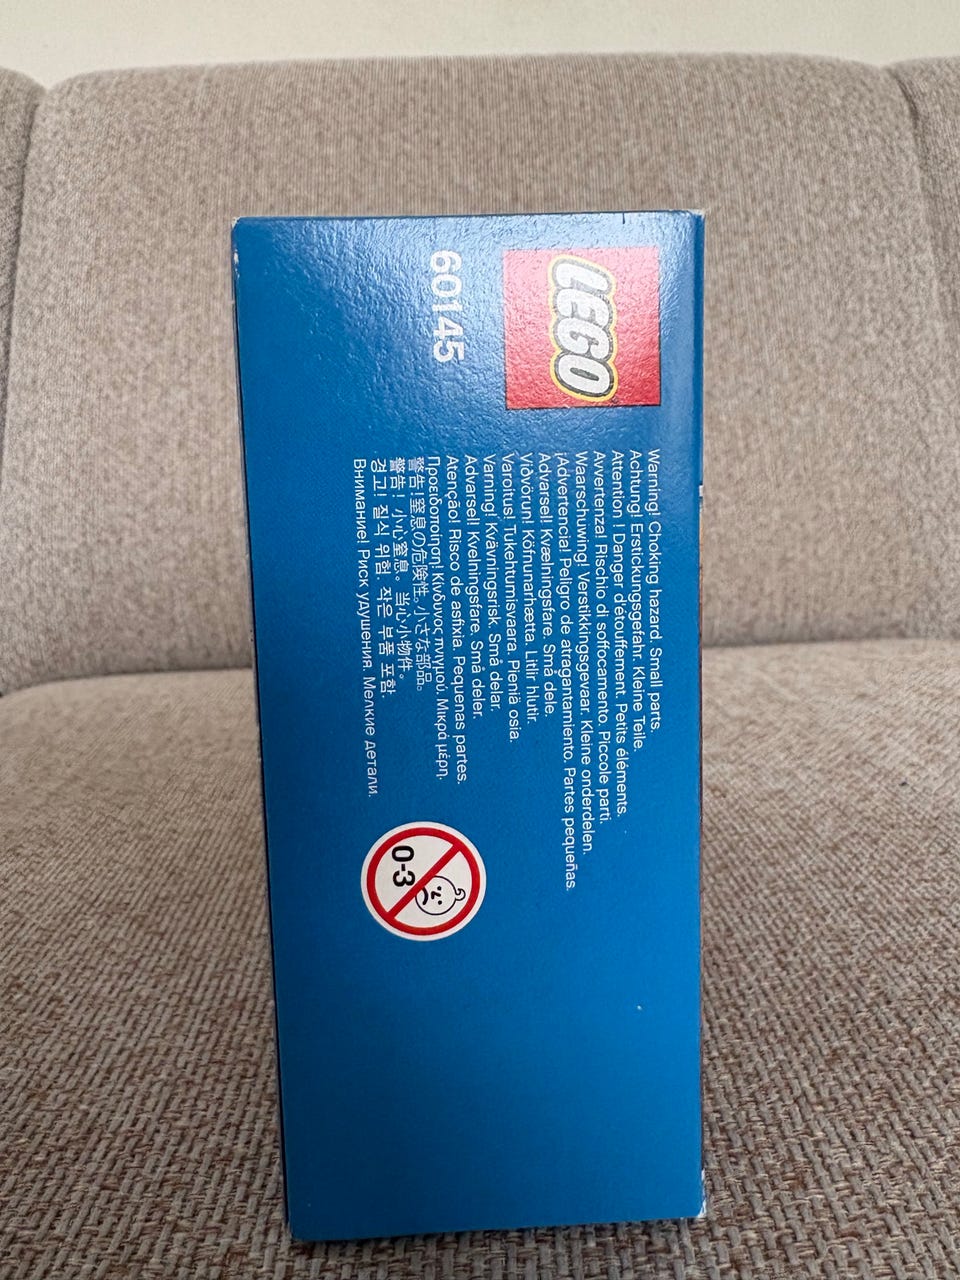 LEGO
60145
Warning! Choking hazard. Small parts.
Achtung! Erstickungsgefahr. Kleine Teile.
Attention ! Danger d'étouffement. Petits éléments.
Avvertenza! Rischio di soffocamento. Piccole parti.
Waarschuwing! Verstikkingsgevaar. Kleine onderdelen.
¡Advertencia! Peligro de atragantamiento. Partes pequeñas.
Advarsel! Kvælningsfare. Små dele.
Viðvörun! Köfnunarhætta. Litlir hlutir.
Varoitus! Tukehtumisvaara. Pieniä osia.
Varning! Kvävningsrisk. Små delar.
Advarsel! Kvelningsfare. Små deler.
Atenção! Risco de asfixia. Pequenas partes.
Προειδοποίηση! Κίνδυνος πνιγμού. Μικρά μέρη.
警告!窒息の危険性。小さな部品。
警告! 小心窒息。当心小物件。
경고! 질식 위험. 작은 부품 포함.
Внимание! Риск удушения. Мелкие детали.
0-3